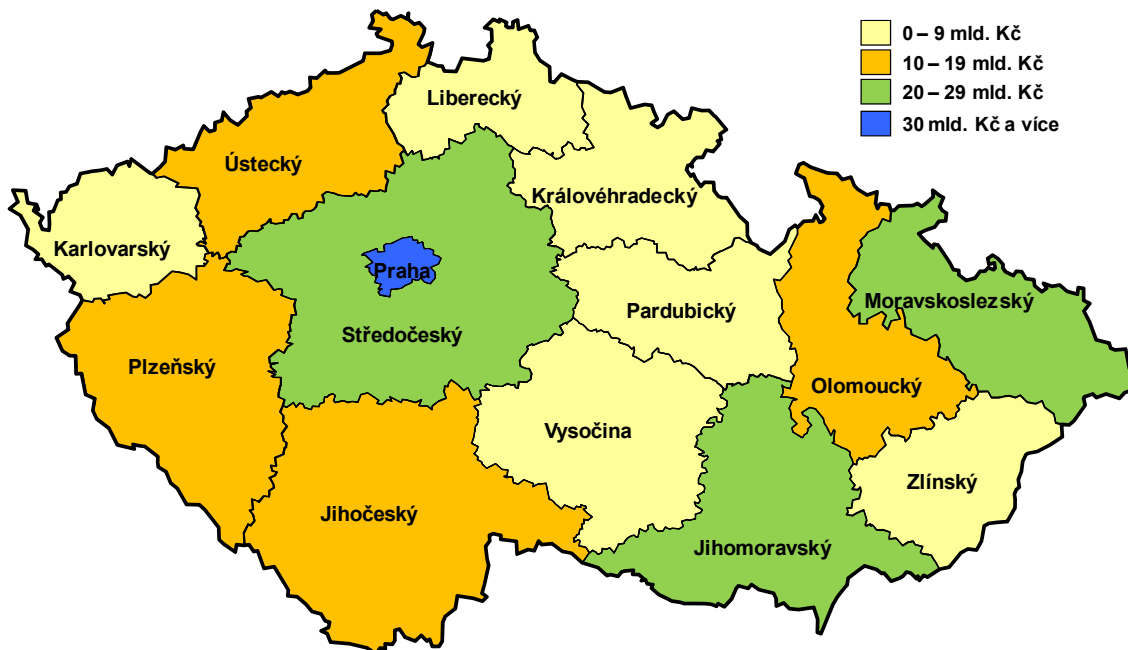 0 – 9 mld. Kč
10 – 19 mld. Kč
20 – 29 mld. Kč
30 mld. Kč a více
Liberecký
Ústecký
Královéhradecký
Karlovarský
Praha
Moravskoslezský
Pardubický
Středočeský
Plzeňský
Olomoucký
Vysočina
Zlínský
Jihočeský
Jihomoravský